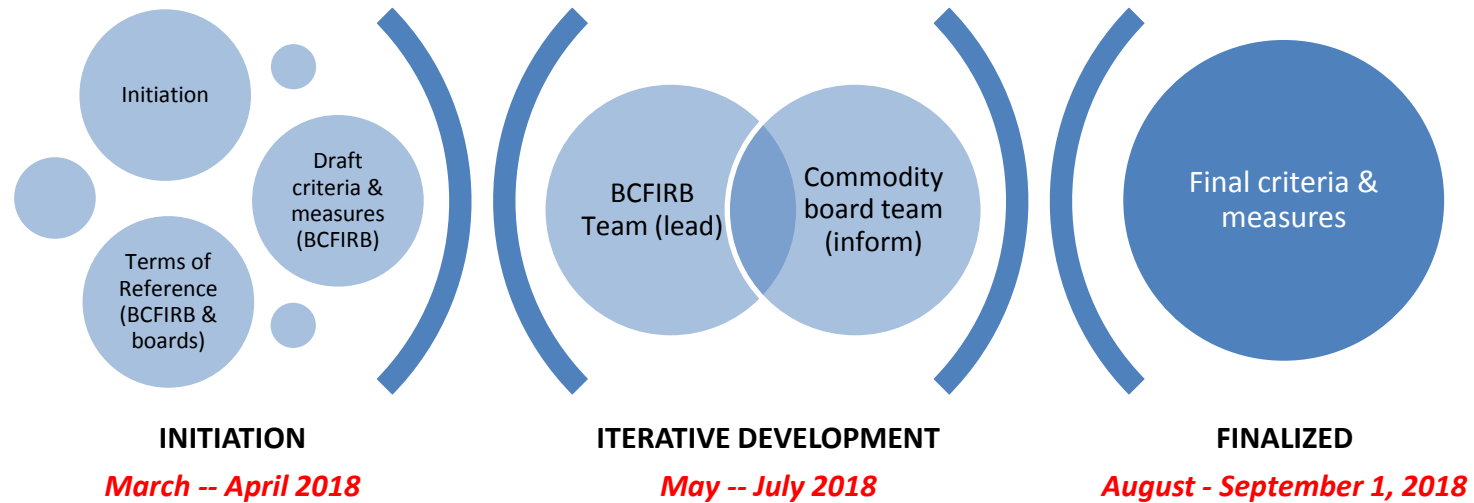 Initiation
Draft
criteria &
measures
(BCFIRB)
Terms of
Reference
(BCFIRB &
boards)
BCFIRB
Team (lead)
Commodity
board team
(inform)
Final criteria &
measures
INITIATION
March -- April 2018
ITERATIVE DEVELOPMENT
May -- July 2018
FINALIZED
August - September 1, 2018